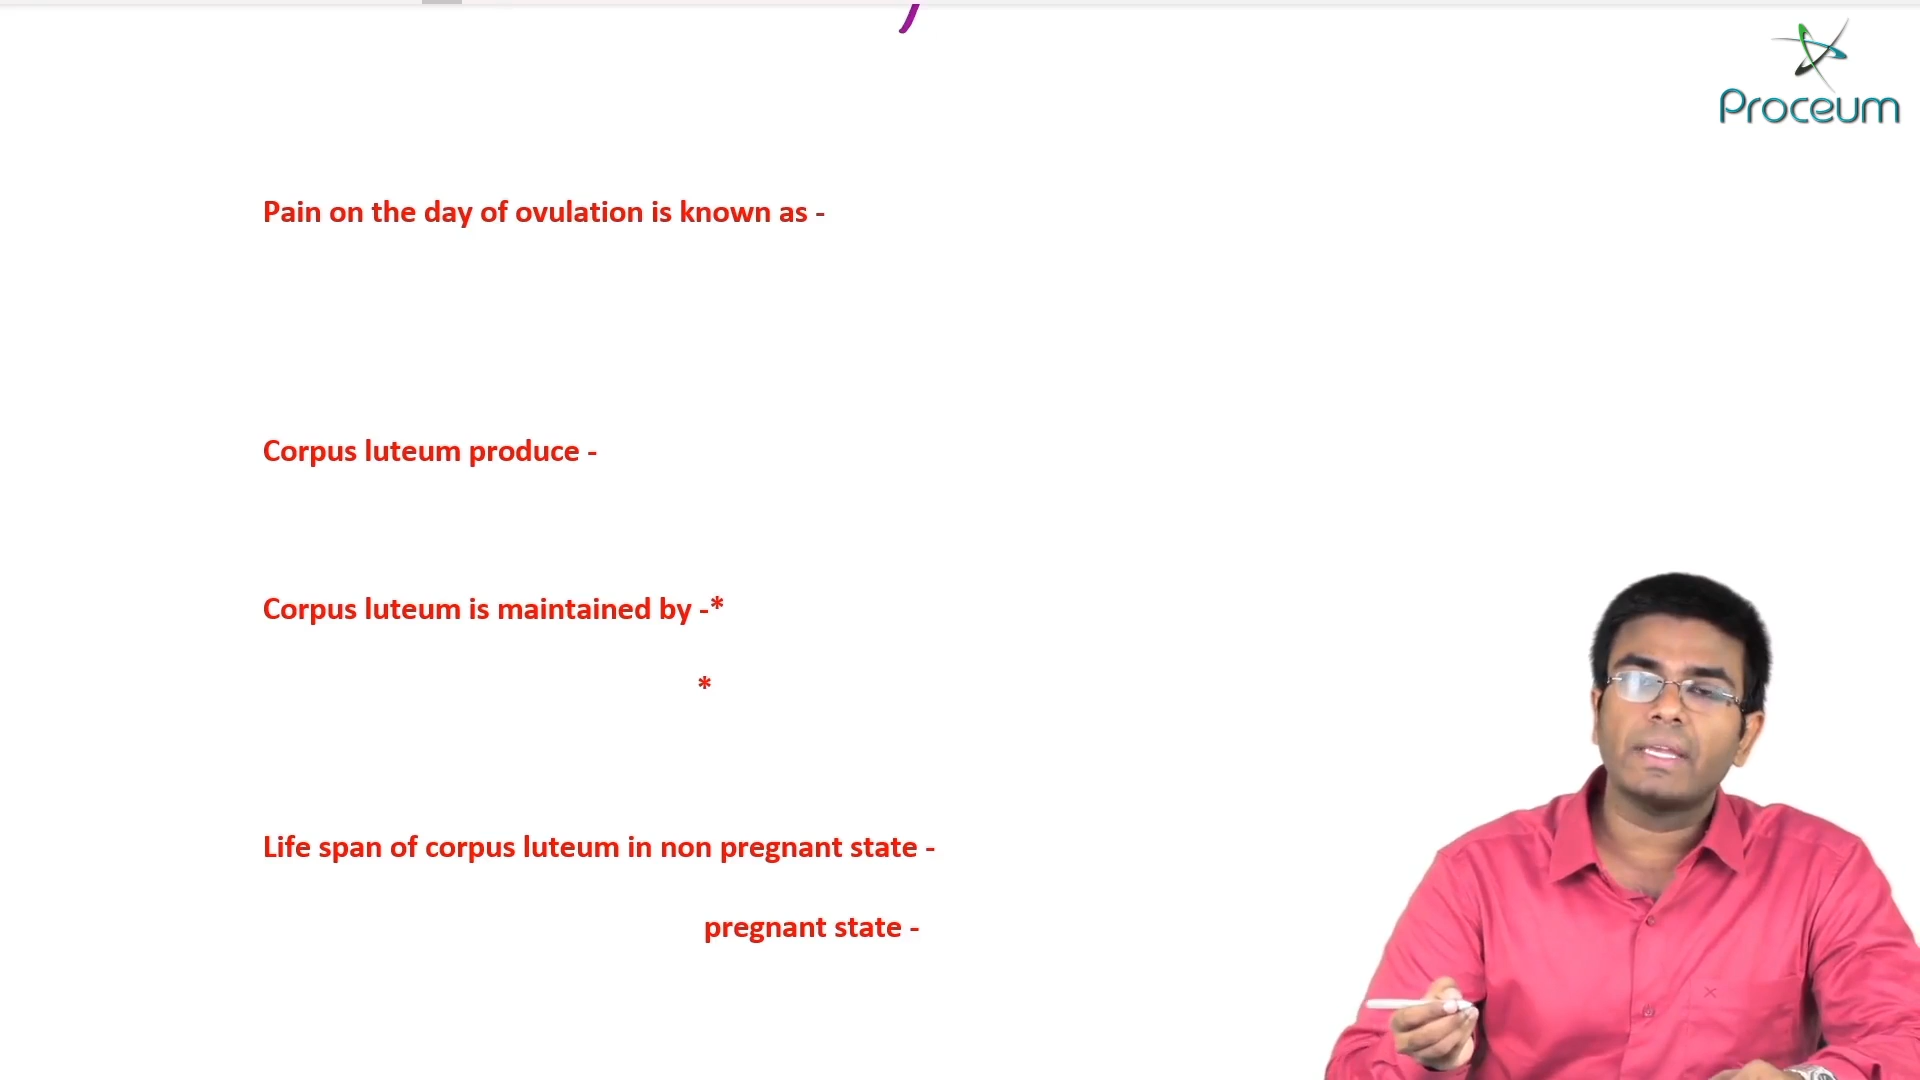 Proceum
Pain on the day of ovulation is known as -
Corpus luteum produce -
Corpus luteum is maintained by -*
*
Life span of corpus luteum in non pregnant state -
pregnant state -